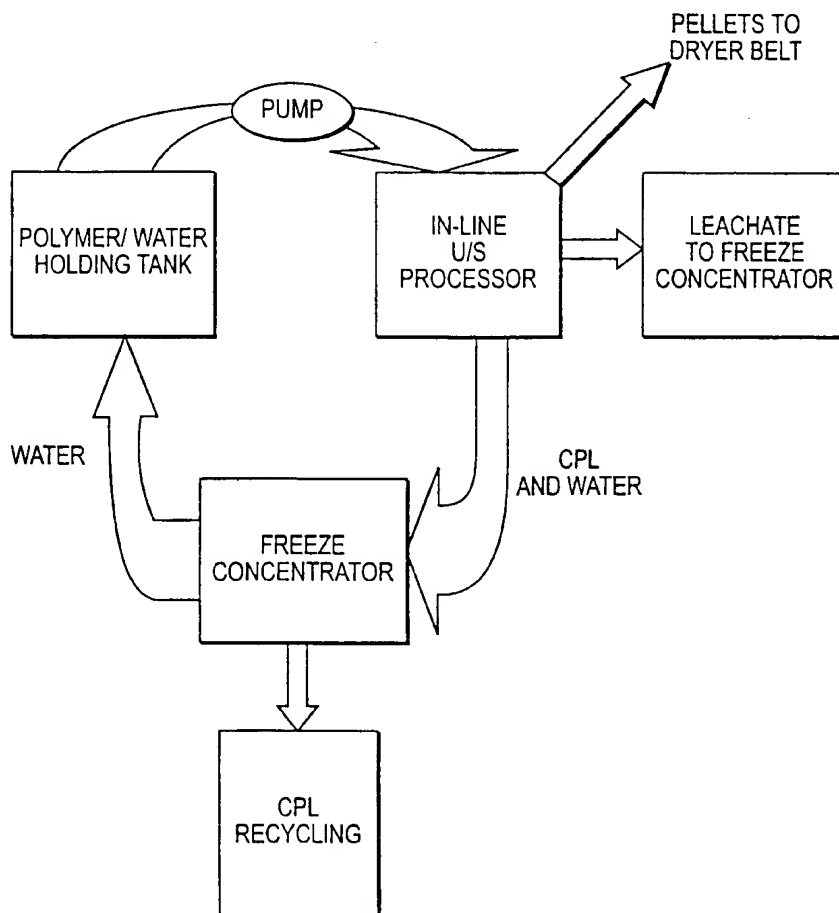 PELLETS TO
DRYER BELT
PUMP
POLYMER/ WATER
HOLDING TANK
IN-LINE
U/S
PROCESSOR
LEACHATE
TO FREEZE
CONCENTRATOR
WATER
CPL
AND WATER
FREEZE
CONCENTRATOR
CPL
RECYCLING